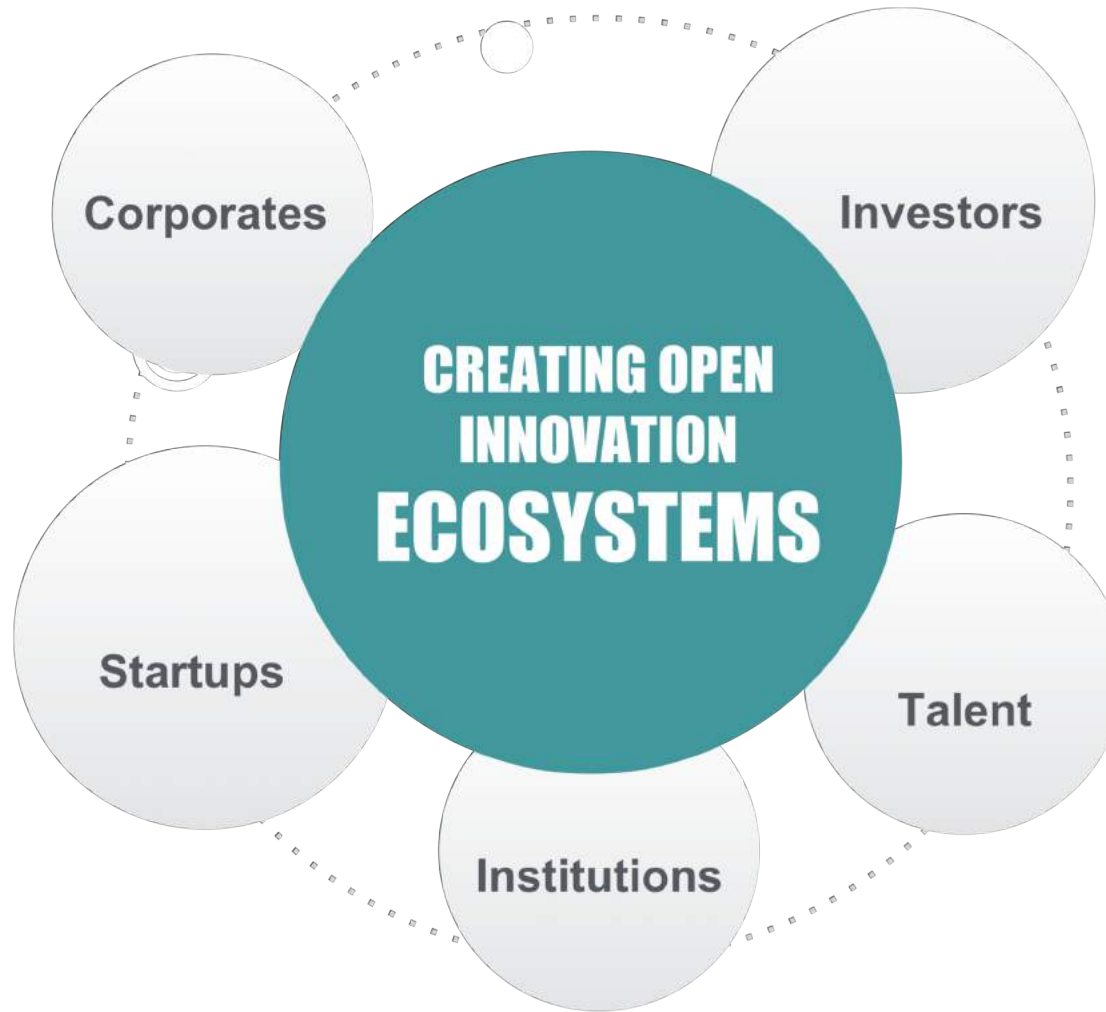 Corporates
Investors
CREATING OPEN
INNOVATION
ECOSYSTEMS
Startups
Talent
Institutions